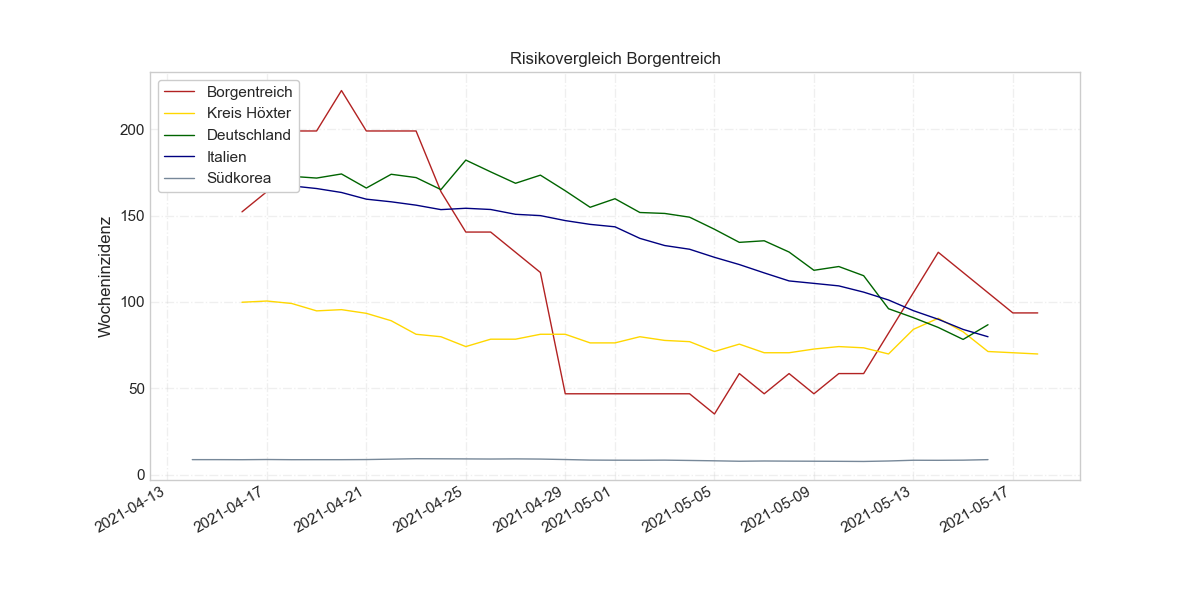 Risikovergleich Borgentreich
Borgentreich
Kreis Höxter
Deutschland
Italien
Südkorea
Wocheninzidenz
200
150
100
50
0
2021-04-13
2021-04-17
2021-04-21
2021-04-25
2021-04-29
2021-05-01
2021-05-05
2021-05-09
2021-05-13
2021-05-17